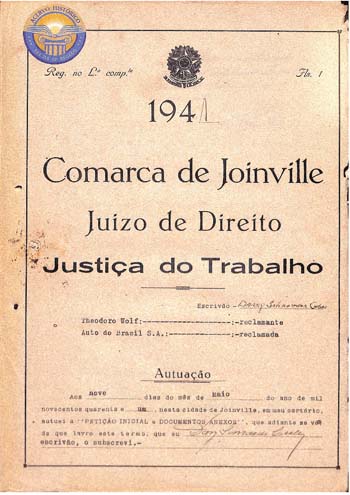 ACERVO HISTÓRICO
Reg. no L.º comp.te Fls. 1
1941
Comarca de Joinville
Juizo de Direito
Justiça do Trabalho
Escrivão -
Theodoro Wolf:- :-reclamante
Auto do Brasil S.A.:- :-reclamada
Autuação
Aos nove dias do mês de Maio do ano de mil
novecentos quarenta e um nesta cidade de Joinville, em meu cartório,
autuei a "PETIÇÃO INICIAL e DOCUMENTOS ANEXOS", que adiante se vê
do que lavro este termo, que eu
escrivão, o subscrevi.-